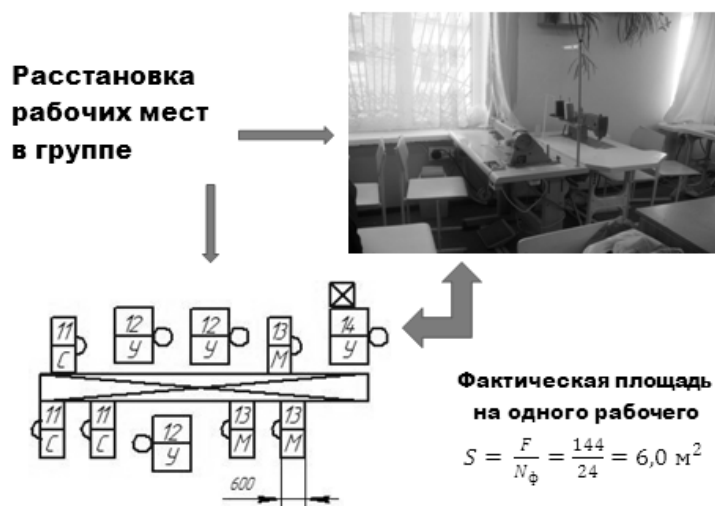 Расстановка
рабочих мест
в группе
11
С
12
У
12
У
13
М
14
У
11
С
11
С
12
У
13
М
13
М
600
Фактическая площадь
на одного рабочего
S = F/Nф = 144/24 = 6,0 м²